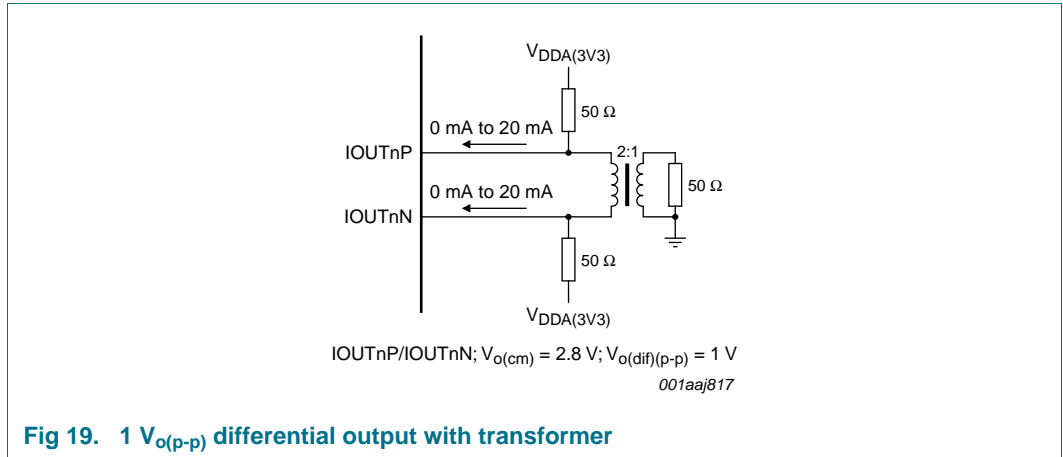 VDDA(3V3)
50 Ω
0 mA to 20 mA
IOUTnP
2:1
50 Ω
0 mA to 20 mA
IOUTnN
50 Ω
VDDA(3V3)
IOUTnP/IOUTnN; Vo(cm) = 2.8 V; Vo(dif)(p-p) = 1 V
001aaj817
Fig 19. 1 Vo(p-p) differential output with transformer